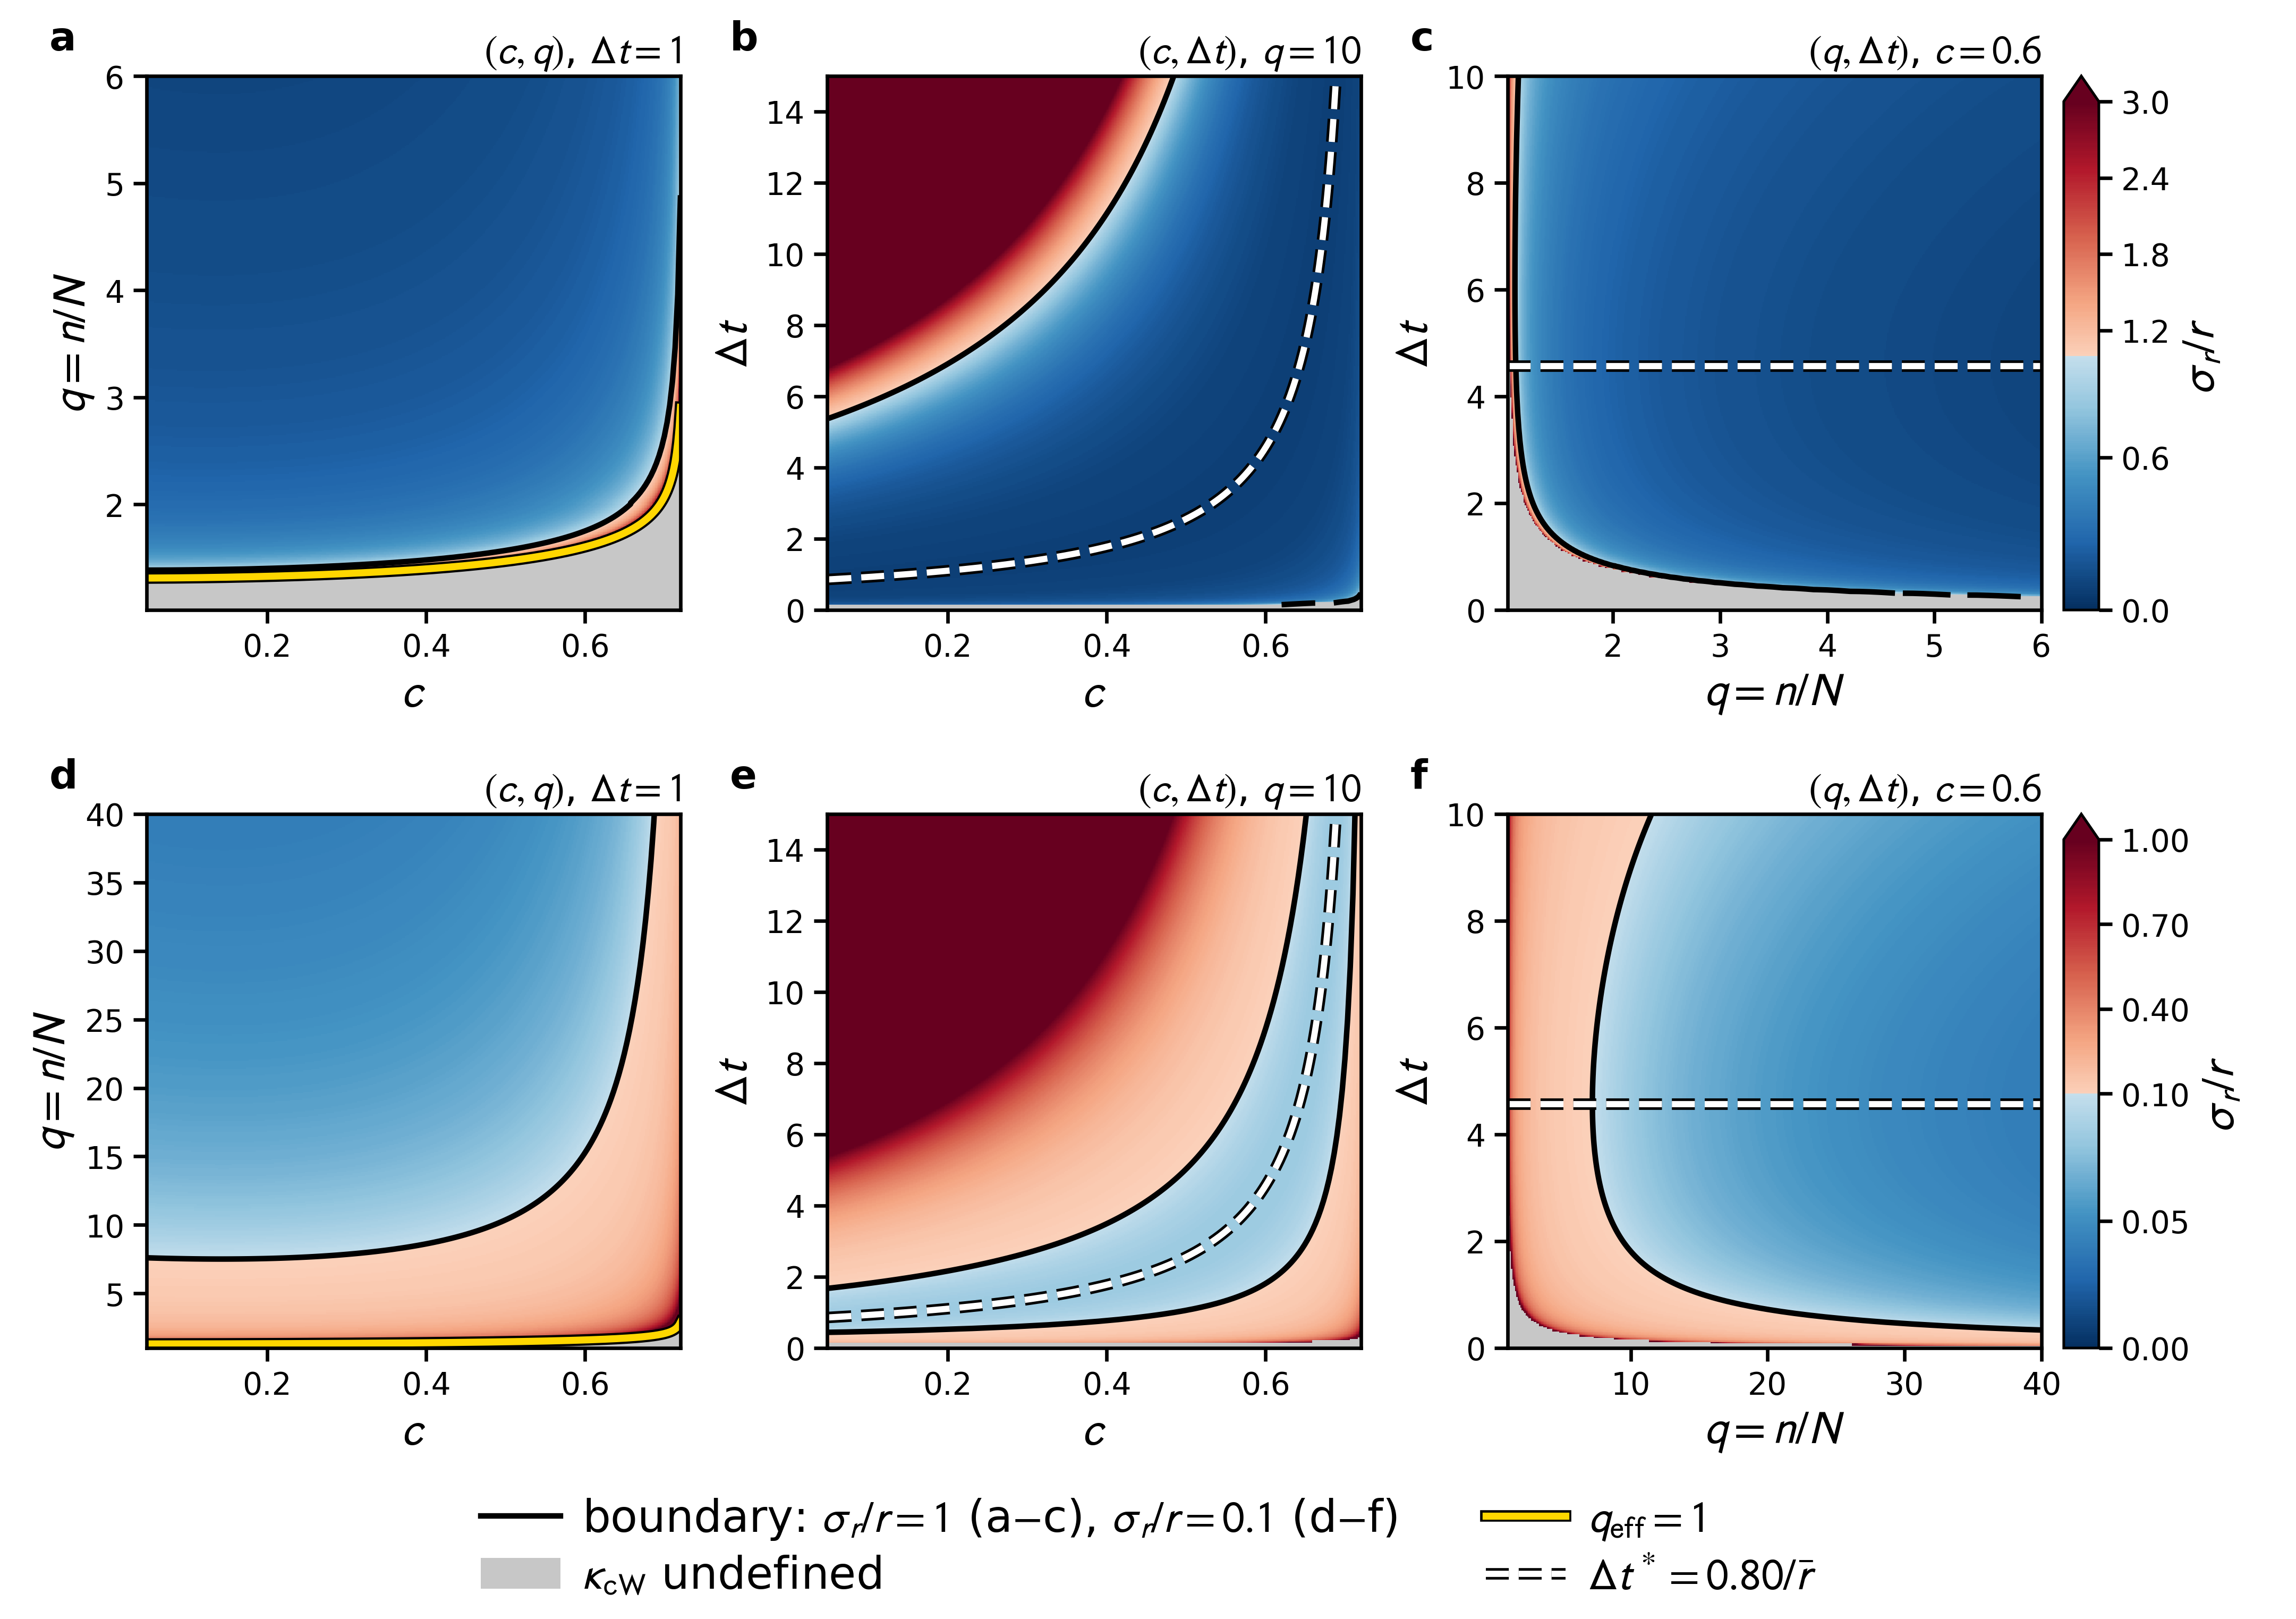 a
(c, q), Δt = 1
q = n/N
6
5
4
3
2
0.2 0.4 0.6
c
b
(c, Δt), q = 10
Δt
14
12
10
8
6
4
2
0
0.2 0.4 0.6
c
c
(q, Δt), c = 0.6
Δt
10
8
6
4
2
0
2 3 4 5 6
q = n/N
3.0
2.4
1.8
1.2
0.6
0.0
σ_r/r
d
(c, q), Δt = 1
q = n/N
40
35
30
25
20
15
10
5
0.2 0.4 0.6
c
e
(c, Δt), q = 10
Δt
14
12
10
8
6
4
2
0
0.2 0.4 0.6
c
f
(q, Δt), c = 0.6
Δt
10
8
6
4
2
0
10 20 30 40
q = n/N
1.00
0.70
0.40
0.10
0.05
0.00
σ_r/r
boundary: σ_r/r = 1 (a−c), σ_r/r = 0.1 (d−f)
κ_cW undefined
q_eff = 1
Δt* = 0.80/r̄